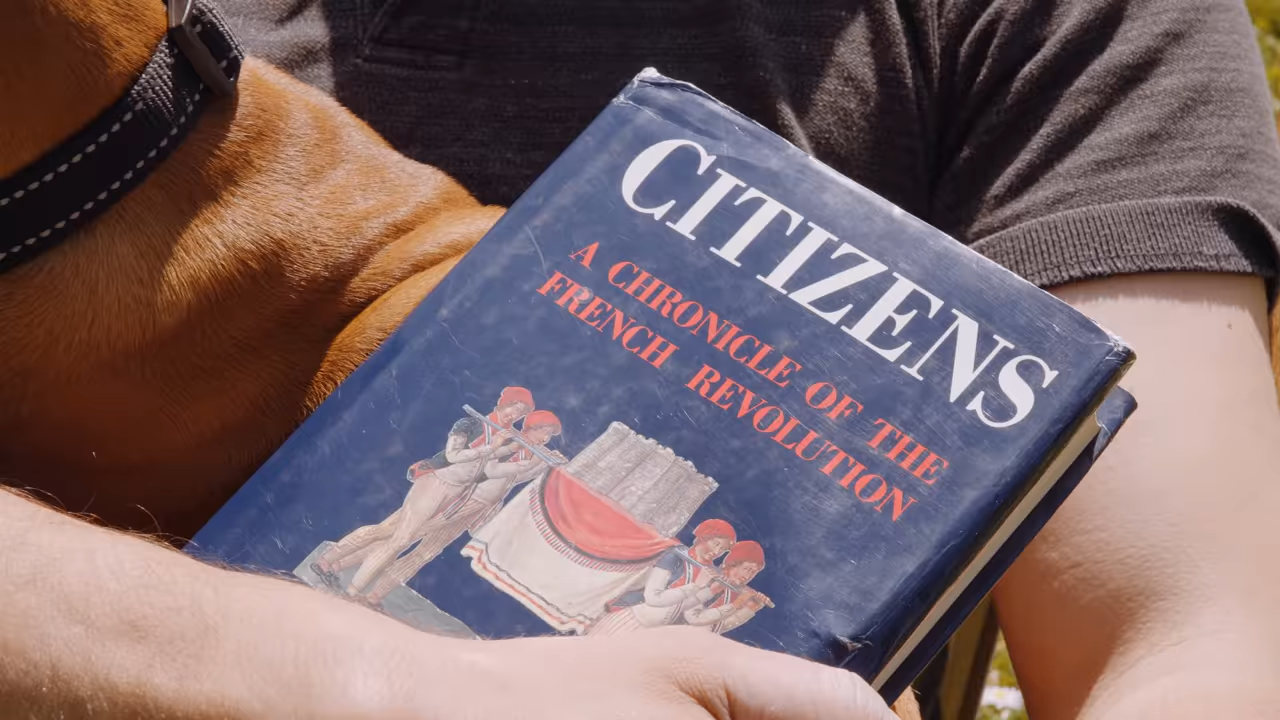 CITIZENS
A CHRONICLE OF THE
FRENCH REVOLUTION